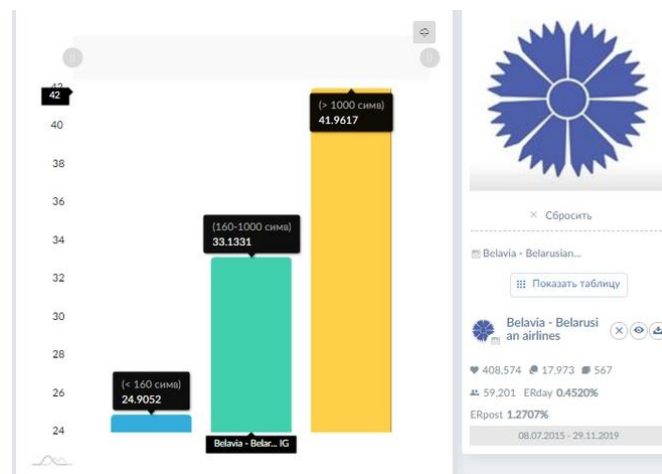 42
40
38
36
34
32
30
28
26
24
(> 1000 симв)
41.9617
(160-1000 симв)
33.1331
(< 160 симв)
24.9052
Belavia - Belar... IG
× Сбросить
Belavia - Belarusian...
Показать таблицу
Belavia - Belarusi
an airlines
408,574 17,973 567
59,201 ERday 0.4520%
ERpost 1.2707%
08.07.2015 - 29.11.2019